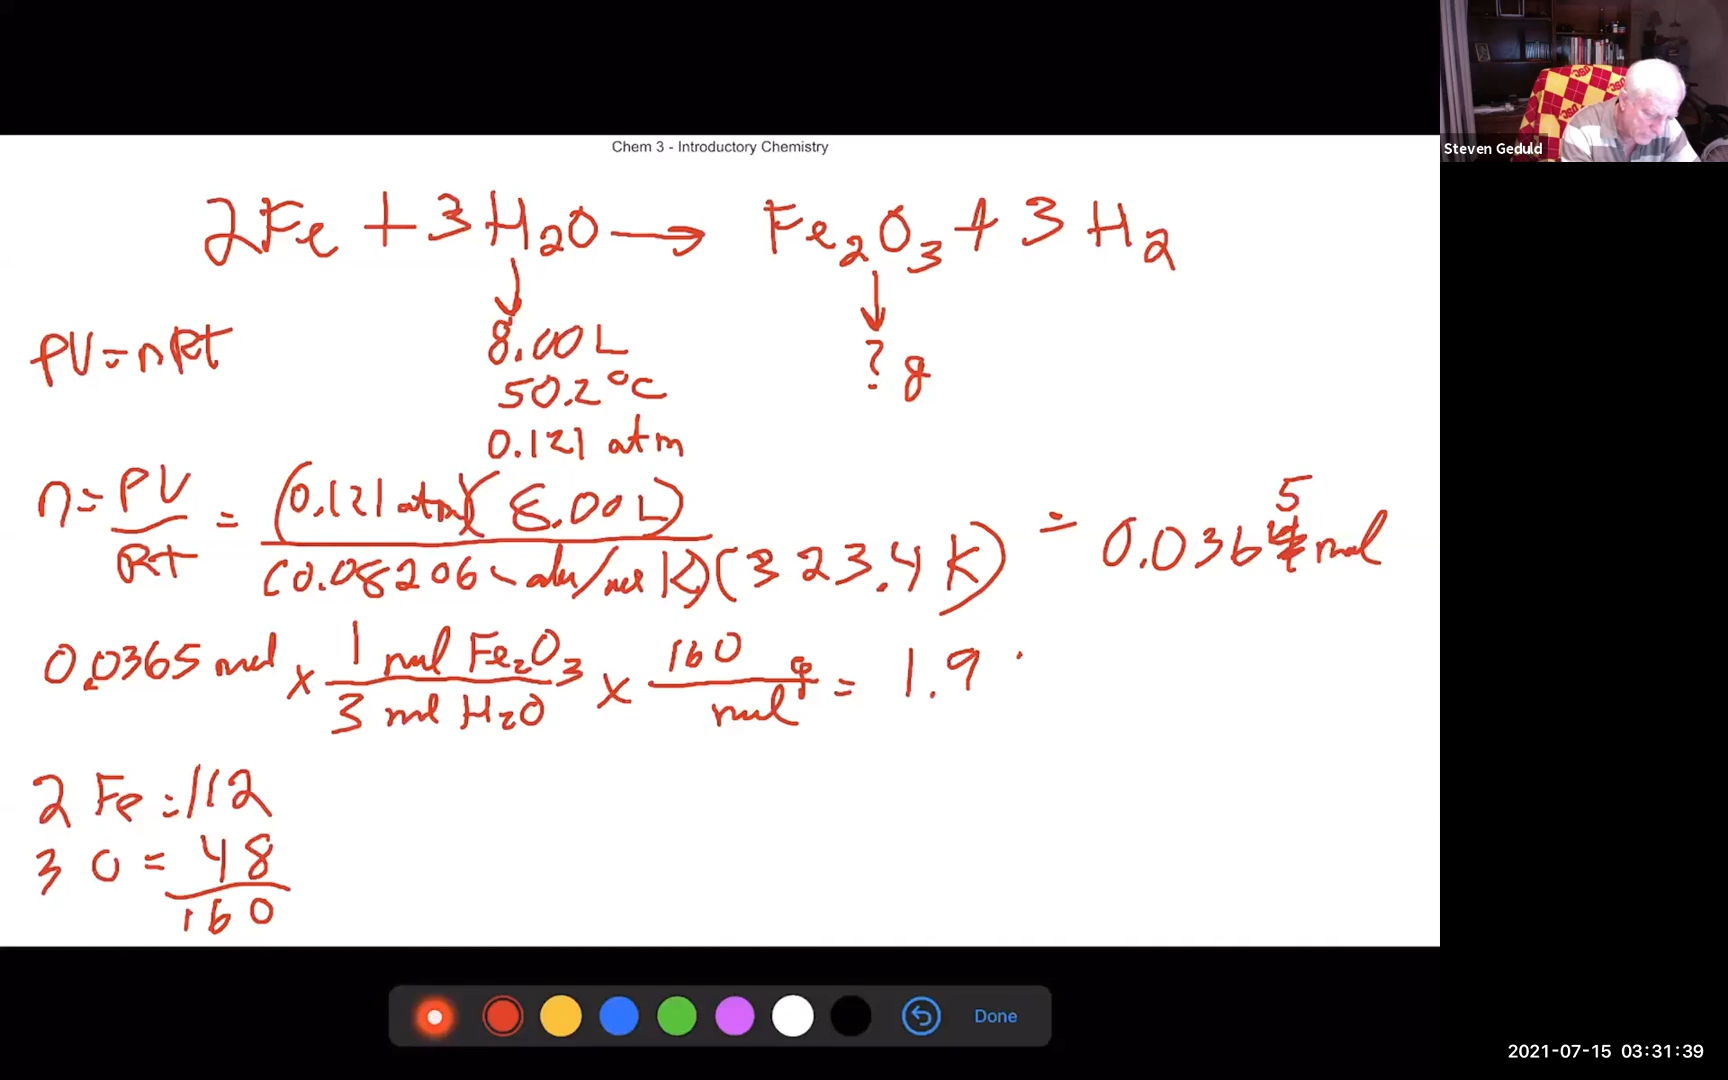 Chem 3 - Introductory Chemistry
Steven Geduld
2Fe + 3H₂O → Fe₂O₃ + 3H₂
PV = nRt
8.00 L
50.2°C
0.121 atm
? g
n = PV/Rt = (0.121 atm)(8.00 L)/(0.08206 L atm/mol K)(323.4 K) = 0.0365 mol
0.0365 mol × 1 mol Fe₂O₃/3 mol H₂O × 160 g/mol = 1.9
2 Fe = 112
3 O = 48
160
Done
2021-07-15 03:31:39